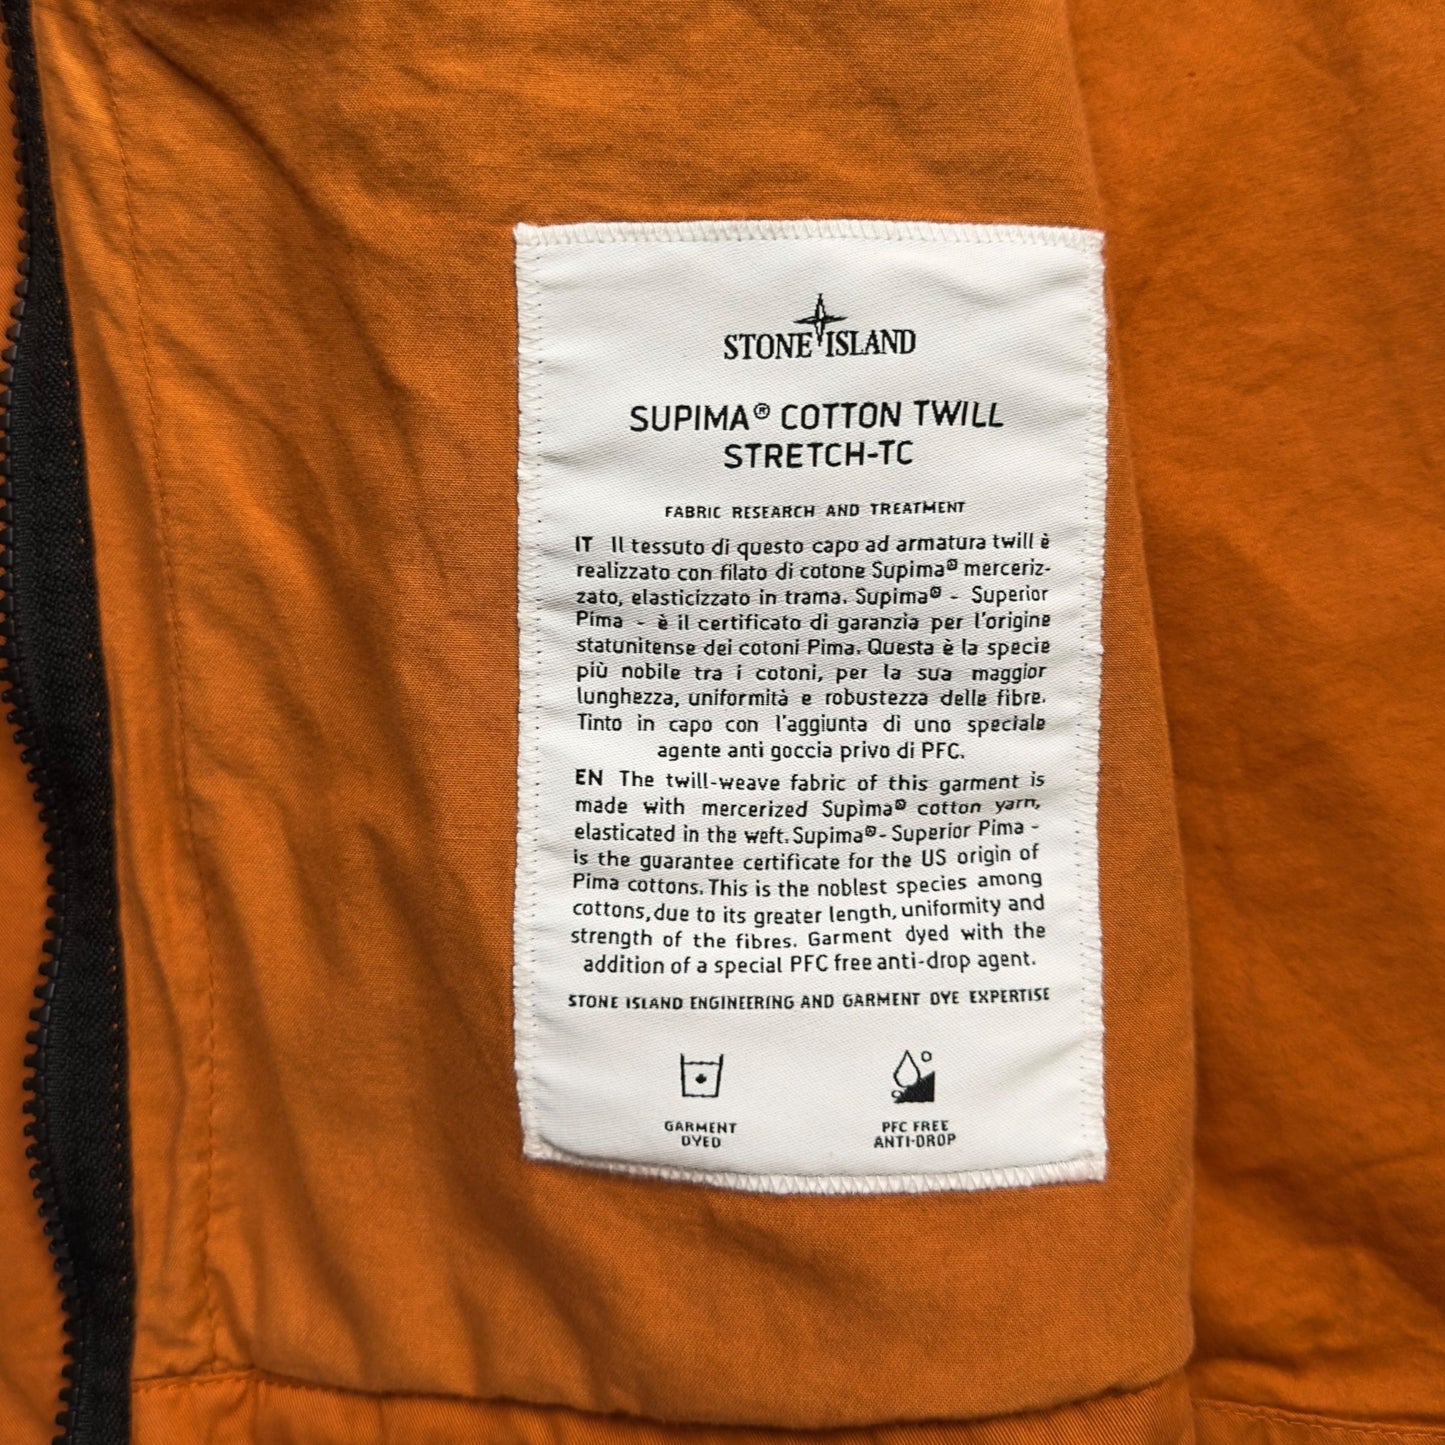 STONE ISLAND
SUPIMA® COTTON TWILL
STRETCH-TC
FABRIC RESEARCH AND TREATMENT
IT Il tessuto di questo capo ad armatura twill è
realizzato con filato di cotone Supima® merceriz-
zato, elasticizzato in trama. Supima® - Superior
Pima - è il certificato di garanzia per l'origine
statunitense dei cotoni Pima. Questa è la specie
più nobile tra i cotoni, per la sua maggior
lunghezza, uniformità e robustezza delle fibre.
Tinto in capo con l'aggiunta di uno speciale
agente anti goccia privo di PFC.
EN The twill-weave fabric of this garment is
made with mercerized Supima® cotton yarn,
elasticated in the weft. Supima® - Superior Pima -
is the guarantee certificate for the US origin of
Pima cottons. This is the noblest species among
cottons, due to its greater length, uniformity and
strength of the fibres. Garment dyed with the
addition of a special PFC free anti-drop agent.
STONE ISLAND ENGINEERING AND GARMENT DYE EXPERTISE
GARMENT
DYED
PFC FREE
ANTI-DROP